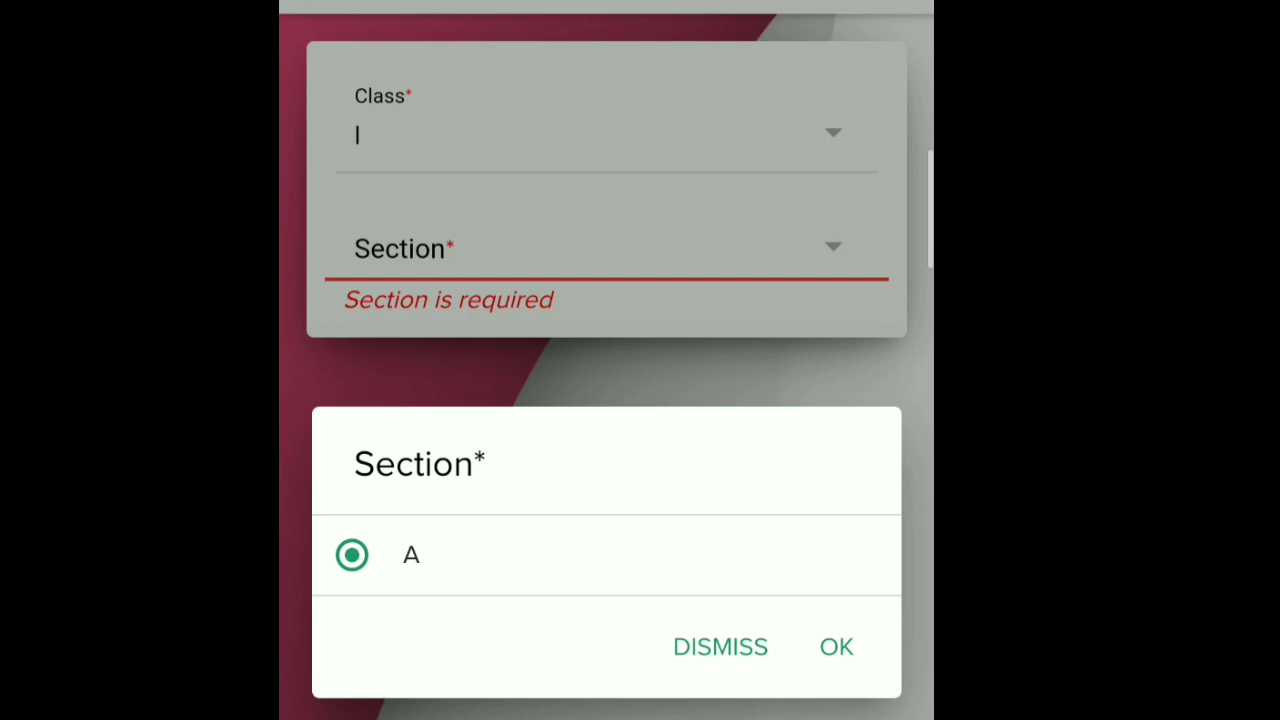 Class*
I
Section*
Section is required
Section*
A
DISMISS OK